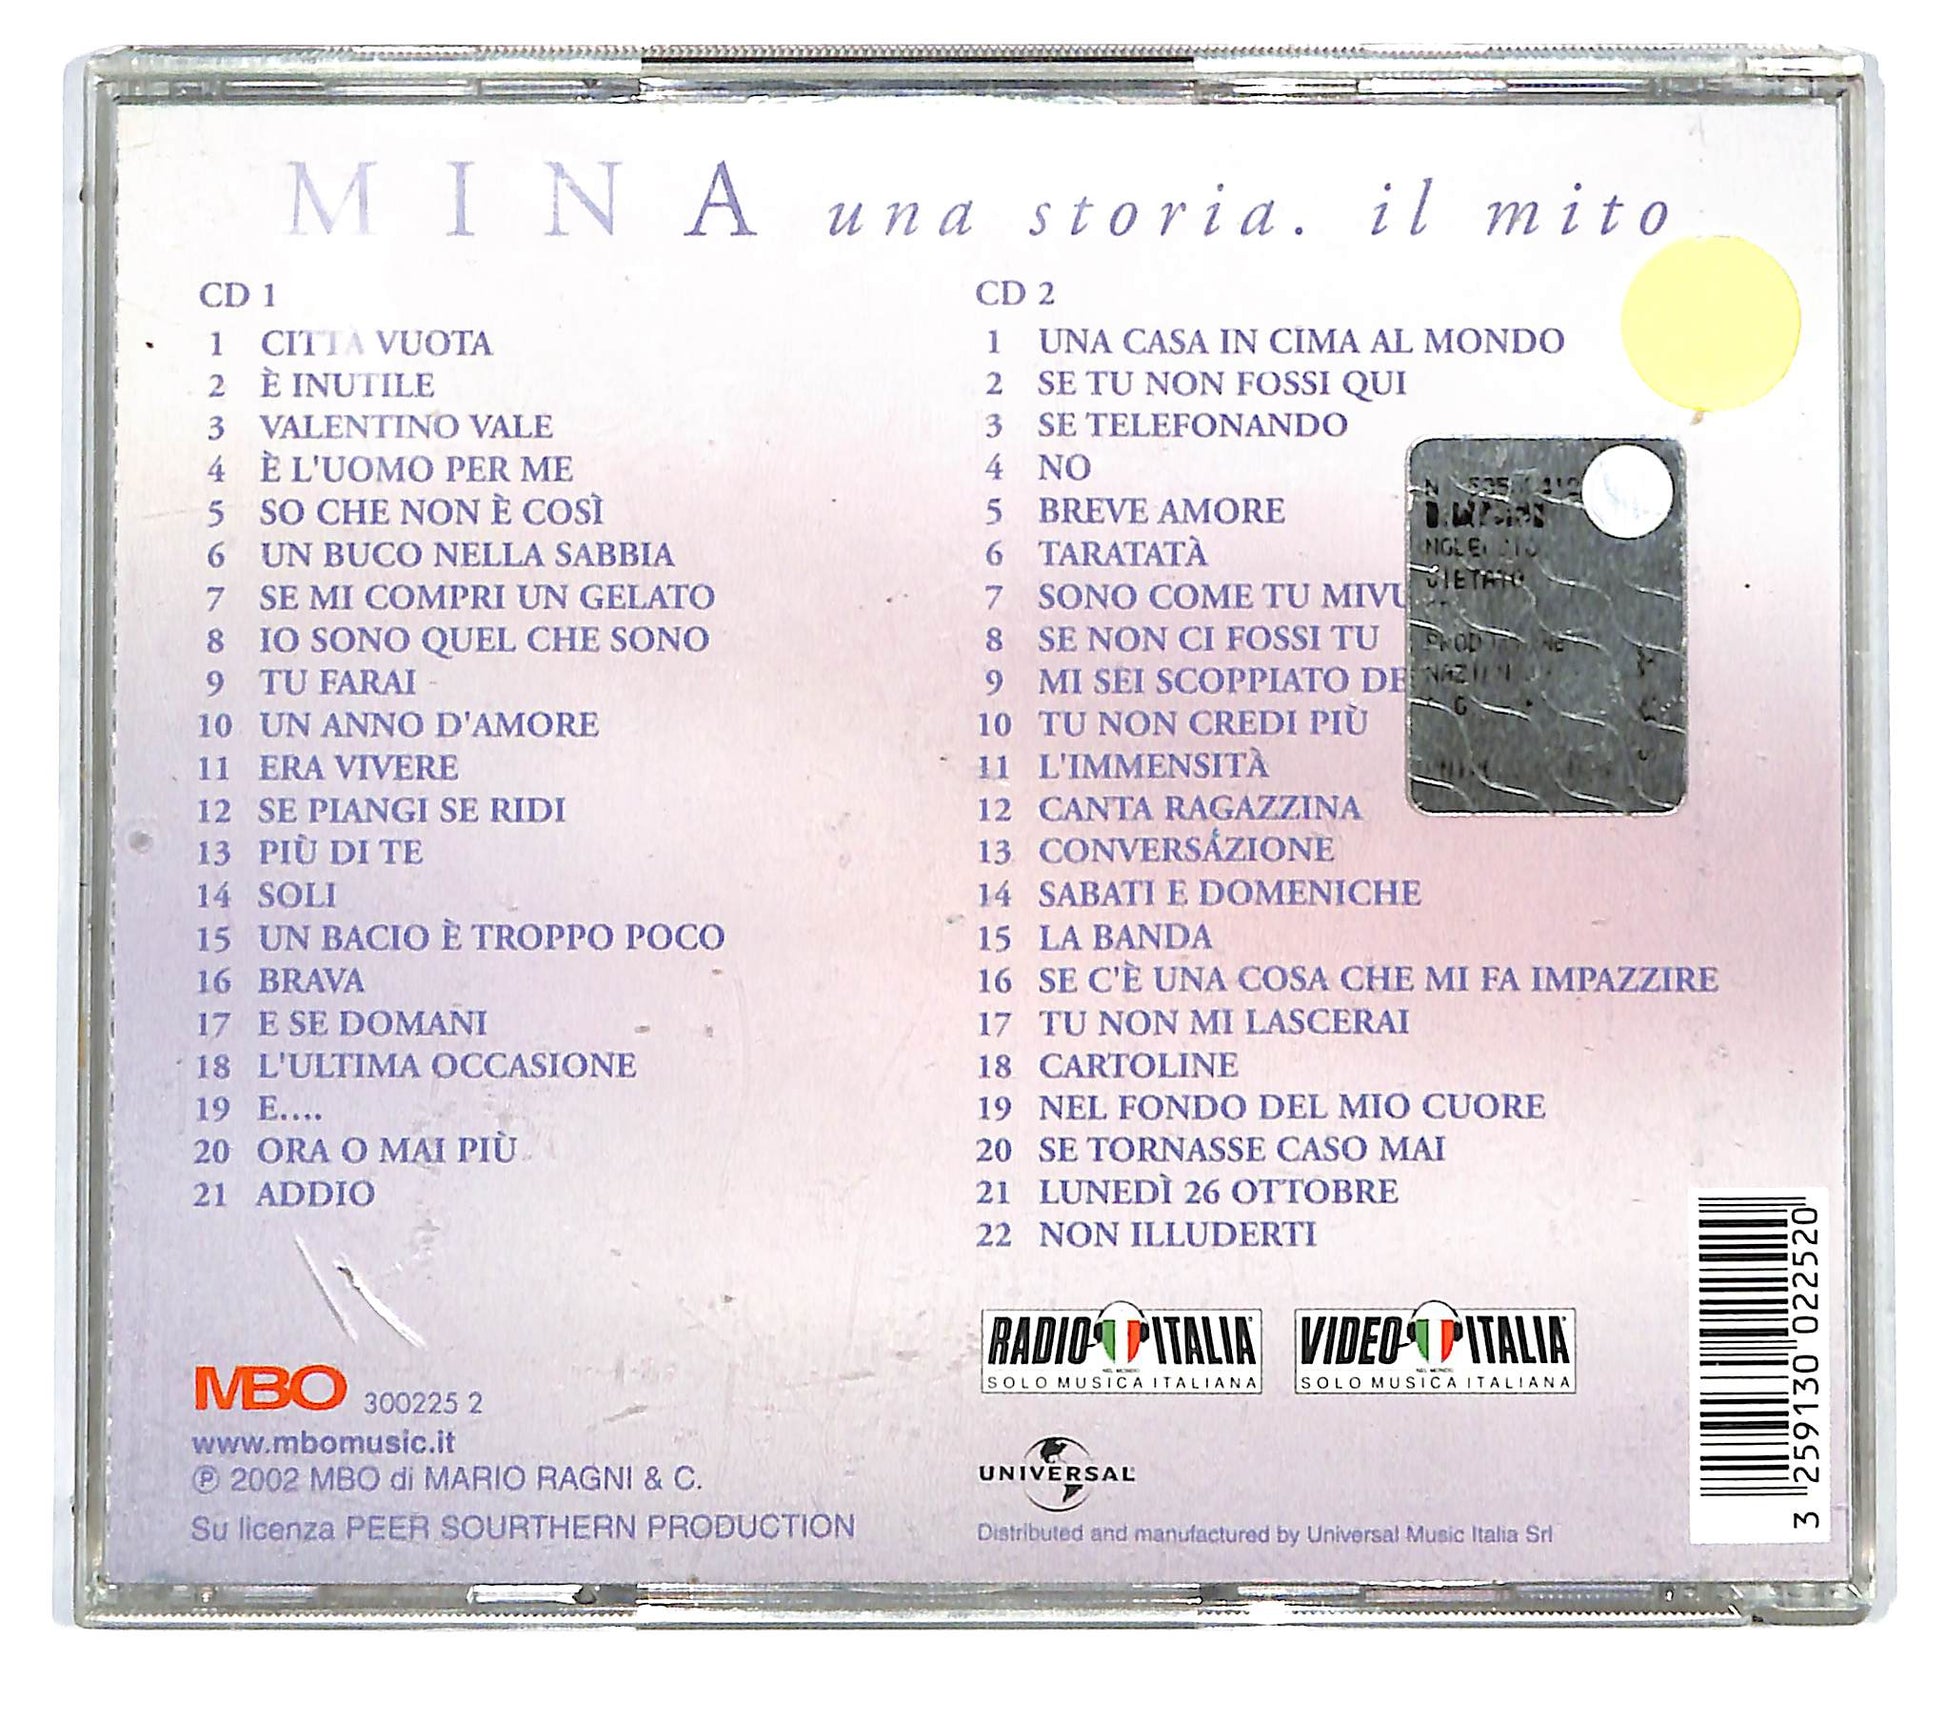 MINA una storia. il mito
CD 1
1 CITTÀ VUOTA
2 È INUTILE
3 VALENTINO VALE
4 È L'UOMO PER ME
5 SO CHE NON È COSÌ
6 UN BUCO NELLA SABBIA
7 SE MI COMPRI UN GELATO
8 IO SONO QUEL CHE SONO
9 TU FARAI
10 UN ANNO D'AMORE
11 ERA VIVERE
12 SE PIANGI SE RIDI
13 PIÙ DI TE
14 SOLI
15 UN BACIO È TROPPO POCO
16 BRAVA
17 E SE DOMANI
18 L'ULTIMA OCCASIONE
19 E....
20 ORA O MAI PIÙ
21 ADDIO
CD 2
1 UNA CASA IN CIMA AL MONDO
2 SE TU NON FOSSI QUI
3 SE TELEFONANDO
4 NO
5 BREVE AMORE
6 TARATATÀ
7 SONO COME TU
8 SE NON CI FOSSI TU
9 MI SEI SCOPPIATO
10 TU NON CREDI PIÙ
11 L'IMMENSITÀ
12 CANTA RAGAZZINA
13 CONVERSAZIONE
14 SABATI E DOMENICHE
15 LA BANDA
16 SE C'È UNA COSA CHE MI FA IMPAZZIRE
17 TU NON MI LASCERAI
18 CARTOLINE
19 NEL FONDO DEL MIO CUORE
20 SE TORNASSE CASO MAI
21 LUNEDÌ 26 OTTOBRE
22 NON ILLUDERTI
VIETATO
MBO 300225 2
www.mbomusic.it
℗ 2002 MBO di MARIO RAGNI & C.
Su licenza PEER SOURTHERN PRODUCTION
RADIO ITALIA
NEL MONDO
SOLO MUSICA ITALIANA
VIDEO ITALIA
NEL MONDO
SOLO MUSICA ITALIANA
UNIVERSAL
Distributed and manufactured by Universal Music Italia Srl
3 259130 022520